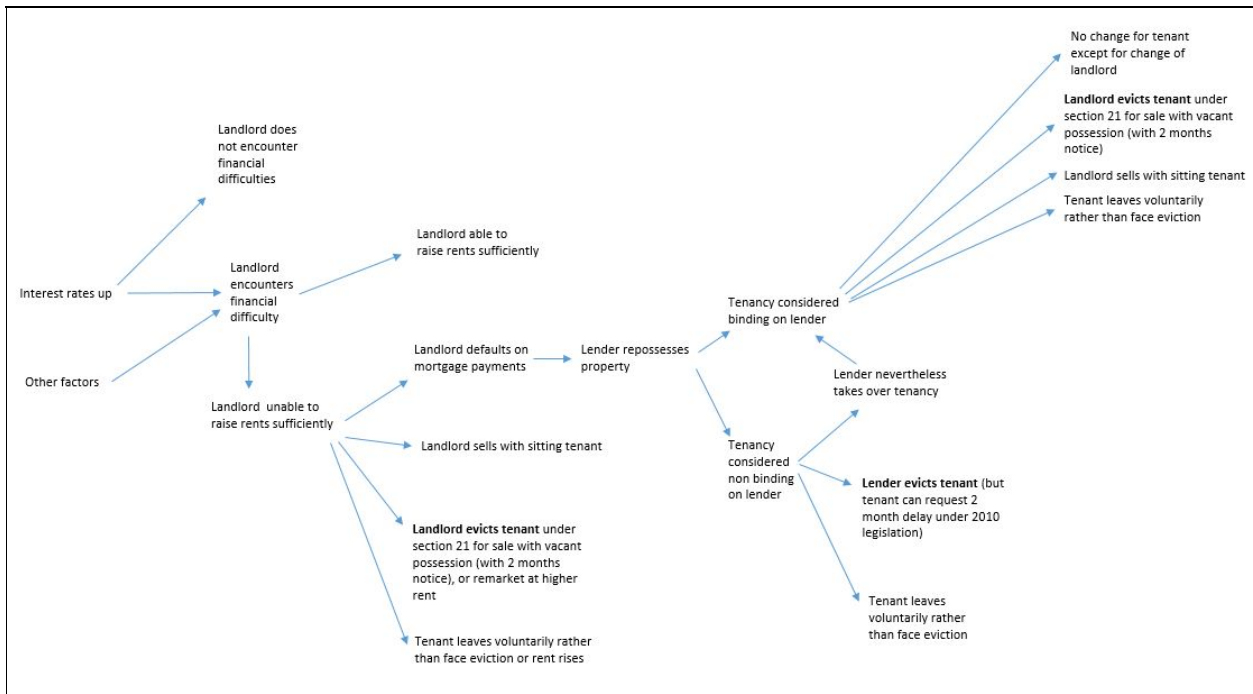 No change for tenant
except for change of
landlord
Landlord evicts tenant under
section 21 for sale with vacant
possession (with 2 months
notice)
Landlord sells with sitting tenant
Tenant leaves voluntarily
rather than face eviction
Landlord does
not encounter
financial
difficulties
Landlord able to
raise rents sufficiently
Interest rates up
Landlord
encounters
financial
difficulty
Tenancy considered
binding on lender
Other factors
Landlord unable to
raise rents sufficiently
Landlord defaults on
mortgage payments
Lender repossesses
property
Lender nevertheless
takes over tenancy
Landlord sells with sitting tenant
Tenancy
considered
non binding
on lender
Lender evicts tenant (but
tenant can request 2
month delay under 2010
legislation)
Landlord evicts tenant under
section 21 for sale with vacant
possession (with 2 months
notice), or remarket at higher
rent
Tenant leaves
voluntarily rather
than face eviction
Tenant leaves voluntarily rather
than face eviction or rent rises